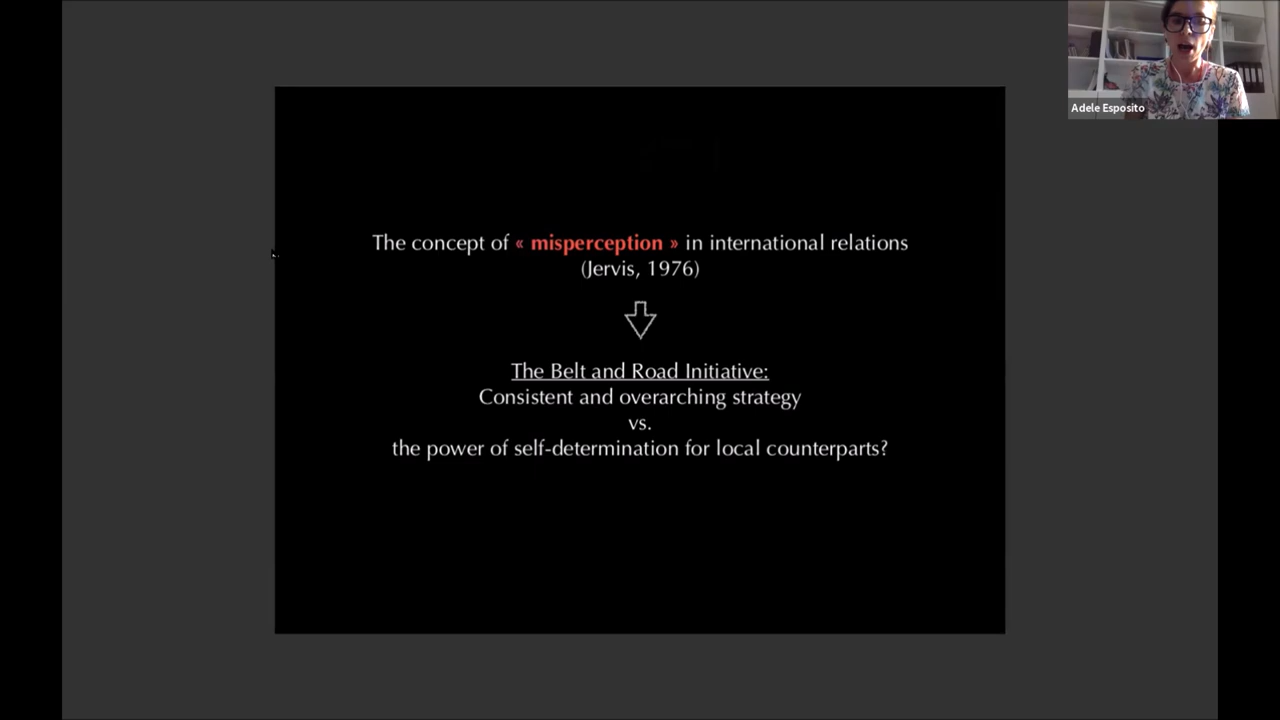 Adele Esposito
The concept of « misperception » in international relations
(Jervis, 1976)
The Belt and Road Initiative:
Consistent and overarching strategy
vs.
the power of self-determination for local counterparts?